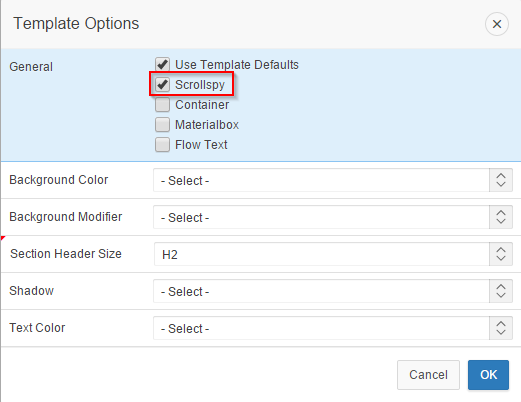 Template Options
General
Use Template Defaults
Scrollspy
Container
Materialbox
Flow Text
Background Color - Select -
Background Modifier - Select -
Section Header Size H2
Shadow - Select -
Text Color - Select -
Cancel OK